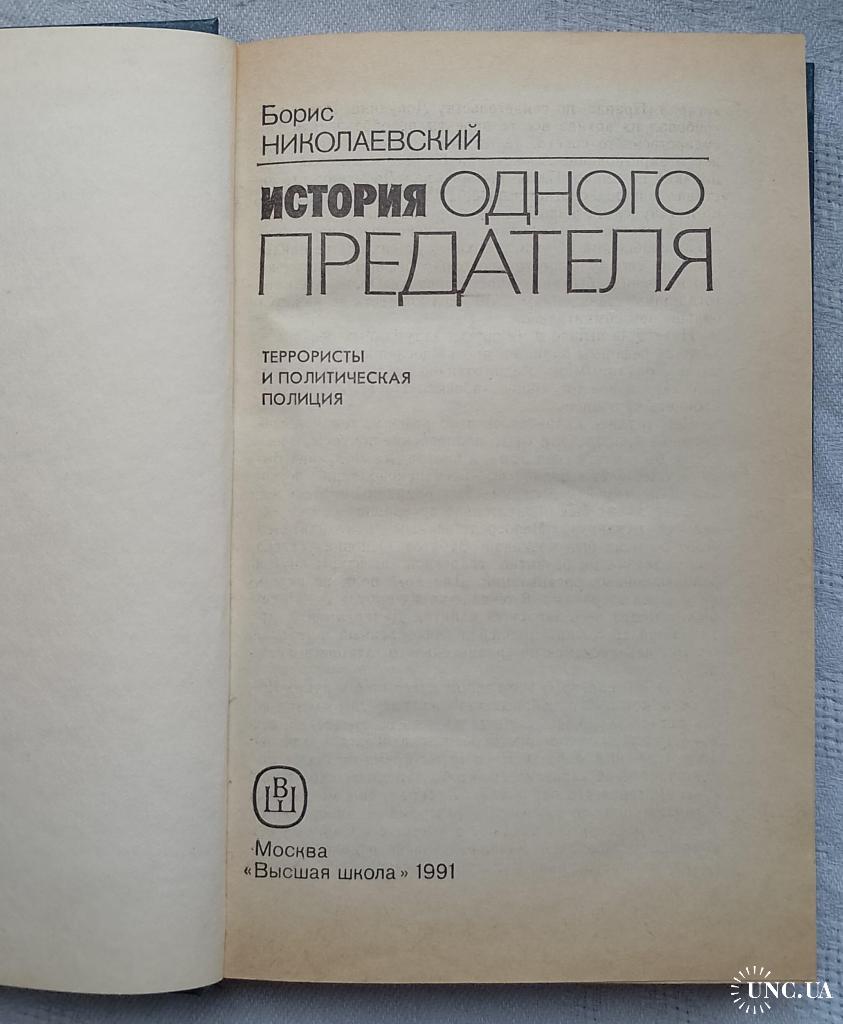 Борис
НИКОЛАЕВСКИЙ
ИСТОРИЯ ОДНОГО
ПРЕДАТЕЛЯ
ТЕРРОРИСТЫ
И ПОЛИТИЧЕСКАЯ
ПОЛИЦИЯ
ВШ
Москва
«Высшая школа» 1991
UNC.UA